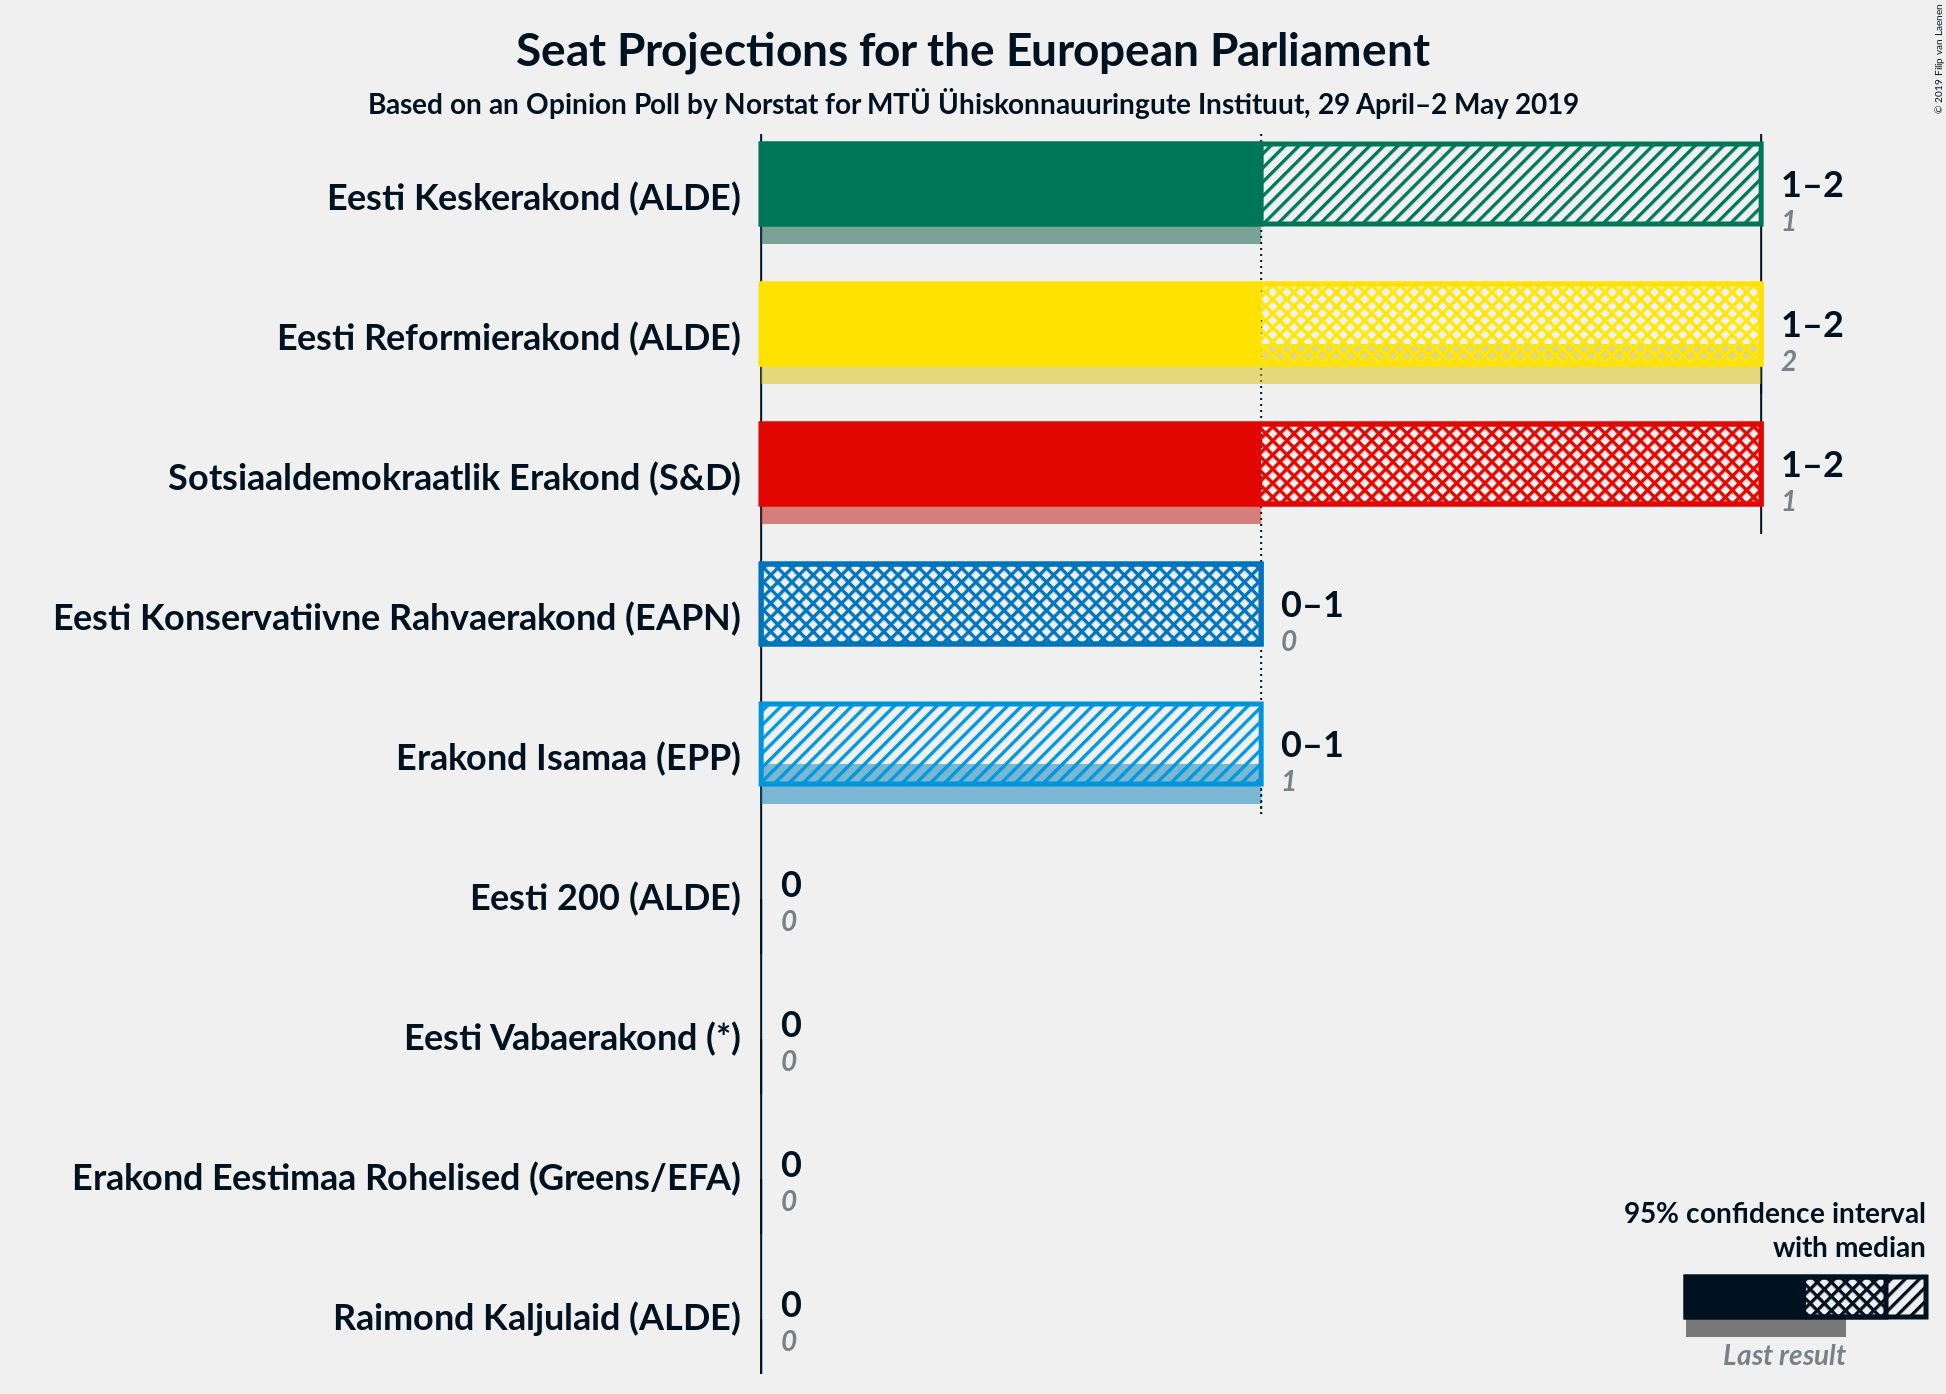 Seat Projections for the European Parliament
Based on an Opinion Poll by Norstat for MTÜ Ühiskonnauuringute Instituut, 29 April–2 May 2019
© 2019 Filip van Laenen
Eesti Keskerakond (ALDE)
1–2
1
Eesti Reformierakond (ALDE)
1–2
2
Sotsiaaldemokraatlik Erakond (S&D)
1–2
1
Eesti Konservatiivne Rahvaerakond (EAPN)
0–1
0
Erakond Isamaa (EPP)
0–1
1
Eesti 200 (ALDE)
0
0
Eesti Vabaerakond (*)
0
0
Erakond Eestimaa Rohelised (Greens/EFA)
0
0
Raimond Kaljulaid (ALDE)
0
0
95% confidence interval
with median
Last result